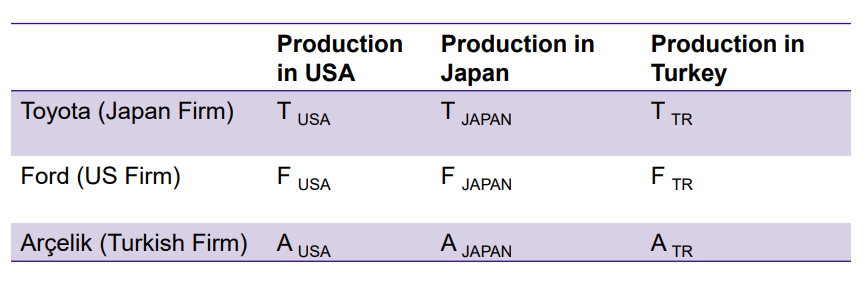 Production in USA Production in Japan Production in Turkey
Toyota (Japan Firm) T USA T JAPAN T TR
Ford (US Firm) F USA F JAPAN F TR
Arçelik (Turkish Firm) A USA A JAPAN A TR